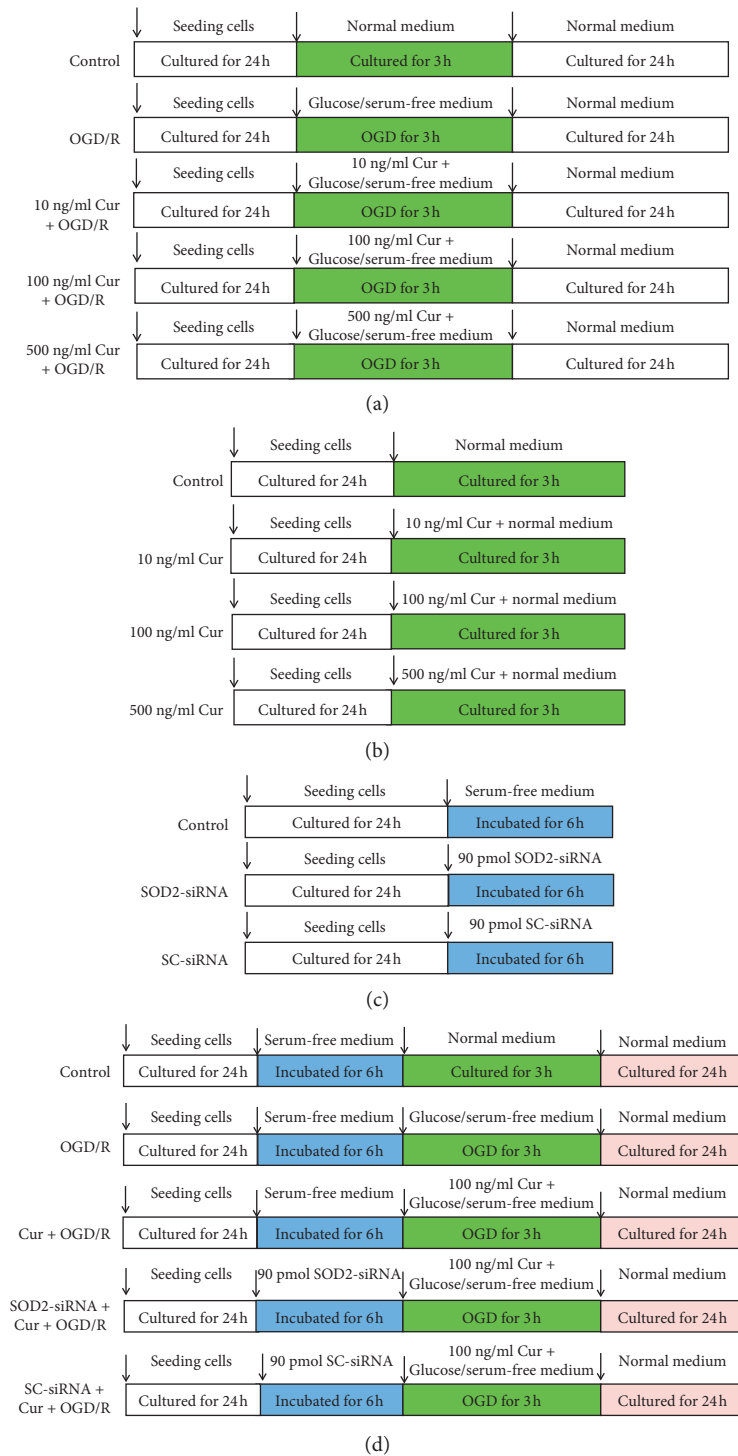 Seeding cells Normal medium Normal medium
Control Cultured for 24 h Cultured for 3 h Cultured for 24 h
Seeding cells Glucose/serum-free medium Normal medium
OGD/R Cultured for 24 h OGD for 3 h Cultured for 24 h
Seeding cells 10 ng/ml Cur + Glucose/serum-free medium Normal medium
10 ng/ml Cur + OGD/R Cultured for 24 h OGD for 3 h Cultured for 24 h
Seeding cells 100 ng/ml Cur + Glucose/serum-free medium Normal medium
100 ng/ml Cur + OGD/R Cultured for 24 h OGD for 3 h Cultured for 24 h
Seeding cells 500 ng/ml Cur + Glucose/serum-free medium Normal medium
500 ng/ml Cur + OGD/R Cultured for 24 h OGD for 3 h Cultured for 24 h
(a)
Seeding cells Normal medium
Control Cultured for 24 h Cultured for 3 h
Seeding cells 10 ng/ml Cur + normal medium
10 ng/ml Cur Cultured for 24 h Cultured for 3 h
Seeding cells 100 ng/ml Cur + normal medium
100 ng/ml Cur Cultured for 24 h Cultured for 3 h
Seeding cells 500 ng/ml Cur + normal medium
500 ng/ml Cur Cultured for 24 h Cultured for 3 h
(b)
Seeding cells Serum-free medium
Control Cultured for 24 h Incubated for 6 h
Seeding cells 90 pmol SOD2-siRNA
SOD2-siRNA Cultured for 24 h Incubated for 6 h
Seeding cells 90 pmol SC-siRNA
SC-siRNA Cultured for 24 h Incubated for 6 h
(c)
Seeding cells Serum-free medium Normal medium Normal medium
Control Cultured for 24 h Incubated for 6 h Cultured for 3 h Cultured for 24 h
Seeding cells Serum-free medium Glucose/serum-free medium Normal medium
OGD/R Cultured for 24 h Incubated for 6 h OGD for 3 h Cultured for 24 h
Seeding cells Serum-free medium 100 ng/ml Cur + Glucose/serum-free medium Normal medium
Cur + OGD/R Cultured for 24 h Incubated for 6 h OGD for 3 h Cultured for 24 h
Seeding cells 90 pmol SOD2-siRNA 100 ng/ml Cur + Glucose/serum-free medium Normal medium
SOD2-siRNA + Cur + OGD/R Cultured for 24 h Incubated for 6 h OGD for 3 h Cultured for 24 h
Seeding cells 90 pmol SC-siRNA 100 ng/ml Cur + Glucose/serum-free medium Normal medium
SC-siRNA + Cur + OGD/R Cultured for 24 h Incubated for 6 h OGD for 3 h Cultured for 24 h
(d)